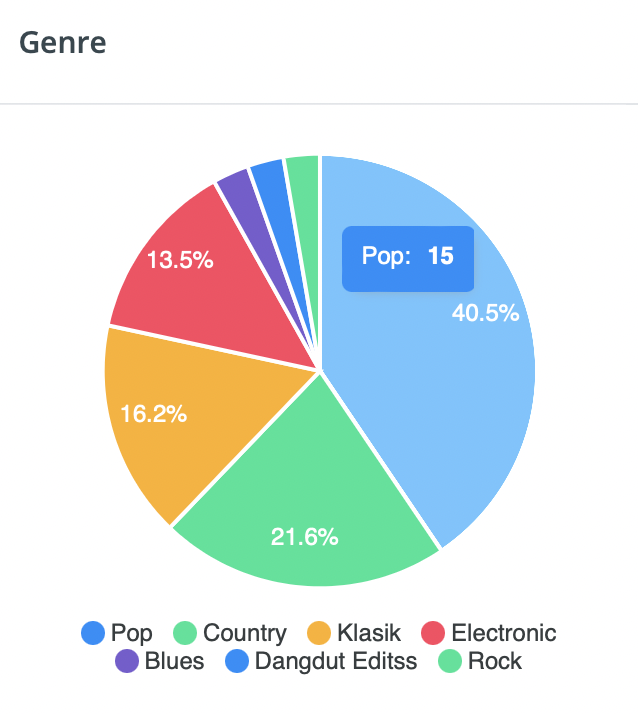 Genre
Pop: 15
13.5%
40.5%
16.2%
21.6%
Pop Country Klasik Electronic
Blues Dangdut Editss Rock